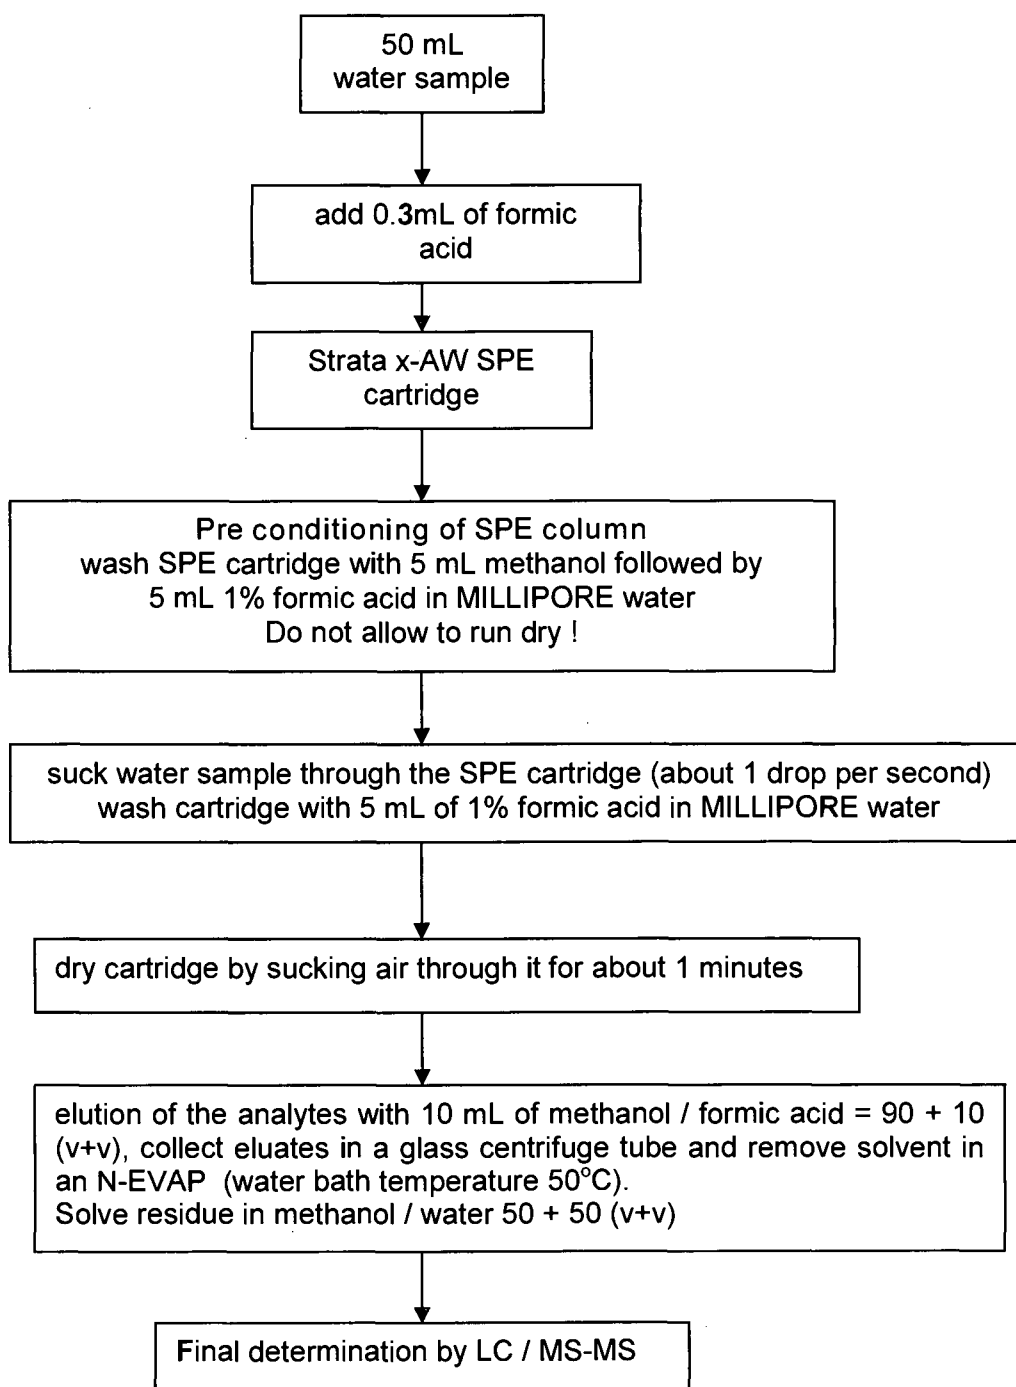 50 mL
water sample
add 0.3mL of formic
acid
Strata x-AW SPE
cartridge
Pre conditioning of SPE column
wash SPE cartridge with 5 mL methanol followed by
5 mL 1% formic acid in MILLIPORE water
Do not allow to run dry !
suck water sample through the SPE cartridge (about 1 drop per second)
wash cartridge with 5 mL of 1% formic acid in MILLIPORE water
dry cartridge by sucking air through it for about 1 minutes
elution of the analytes with 10 mL of methanol / formic acid = 90 + 10
(v+v), collect eluates in a glass centrifuge tube and remove solvent in
an N-EVAP (water bath temperature 50°C).
Solve residue in methanol / water 50 + 50 (v+v)
Final determination by LC / MS-MS